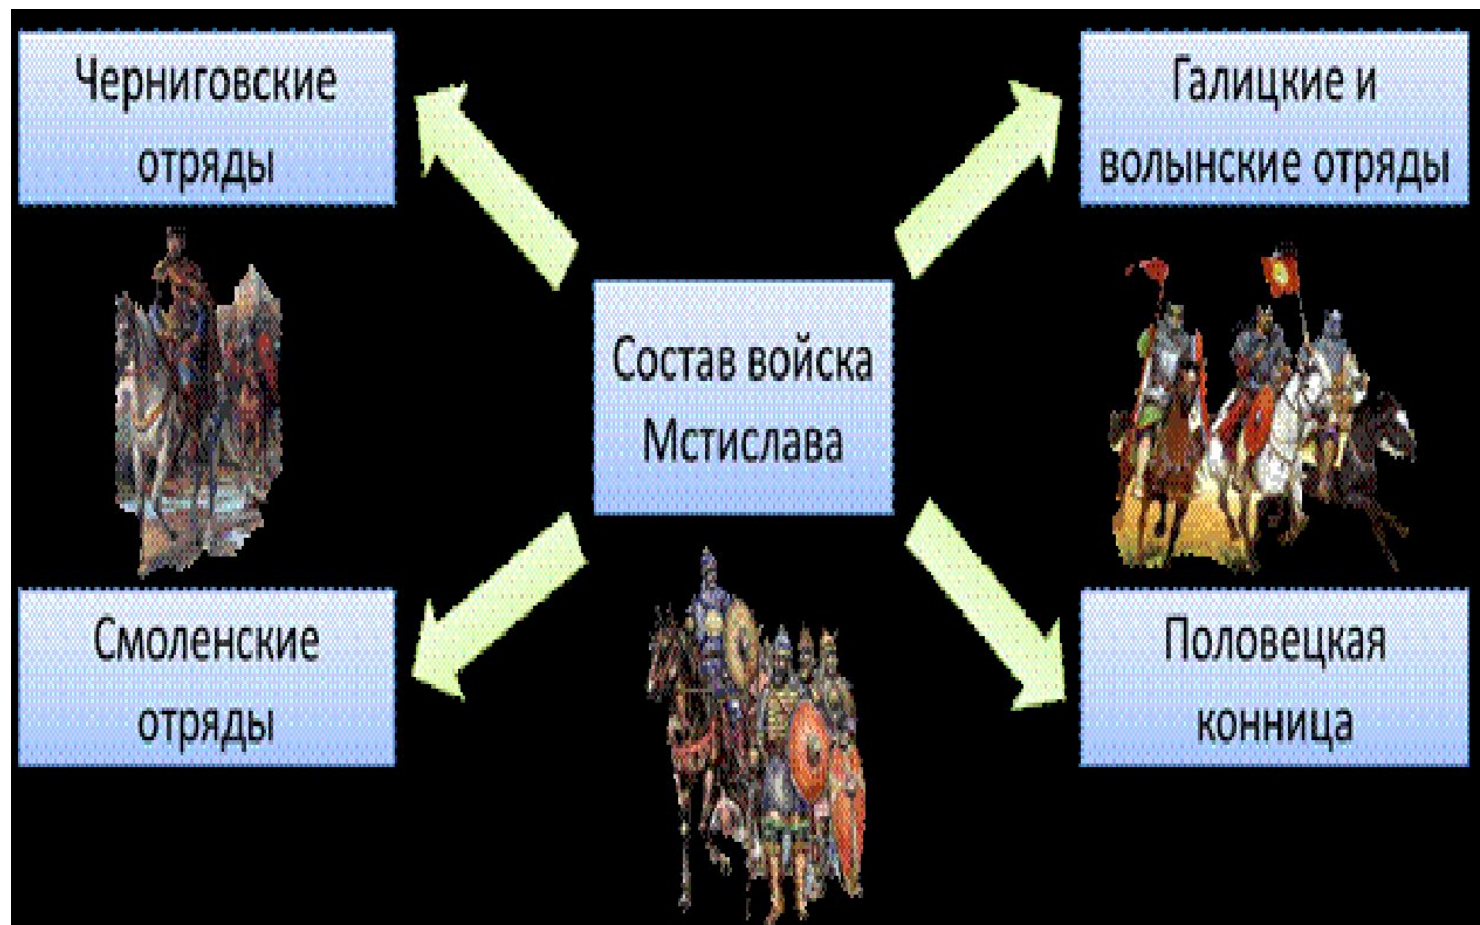 Черниговские
отряды
Галицкие и
волынские отряды
Состав войска
Мстислава
Смоленские
отряды
Половецкая
конница